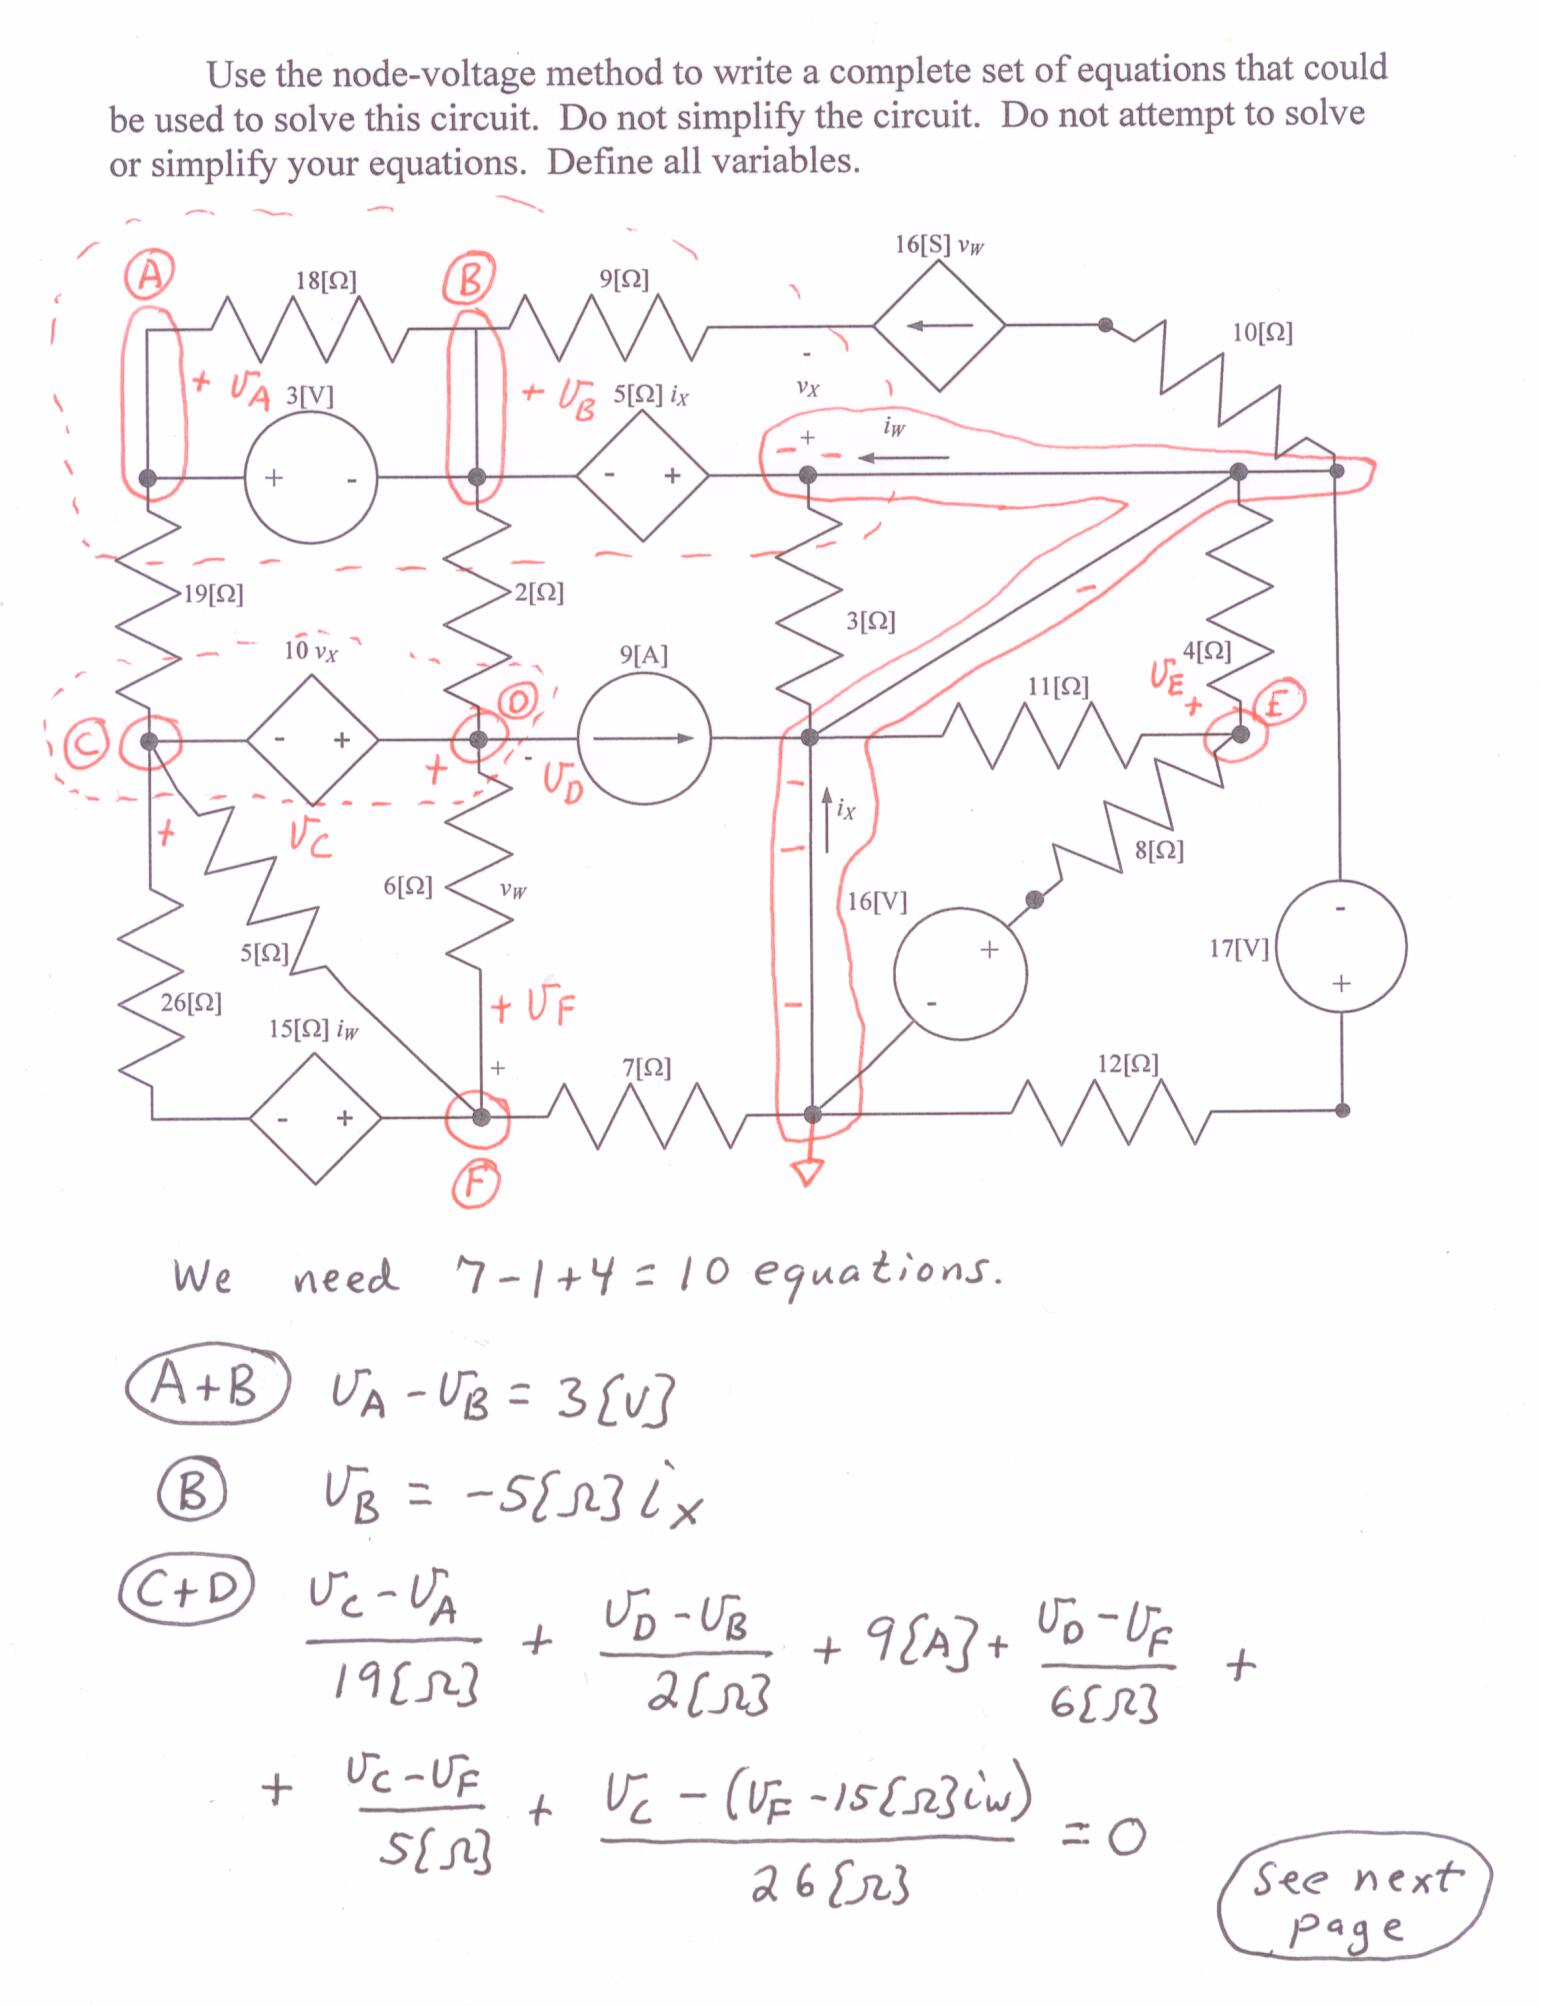 Use the node-voltage method to write a complete set of equations that could
be used to solve this circuit. Do not simplify the circuit. Do not attempt to solve
or simplify your equations. Define all variables.
16[S] vW
A 18[Ω] B 9[Ω]
10[Ω]
+ vA 3[V] + vB 5[Ω] iX - vX +
iW
+ - - +
19[Ω] 2[Ω] 3[Ω]
10 vX 9[A] 4[Ω]
vE + E
11[Ω]
C - + D
+ - vD
+ vC
iX
8[Ω]
6[Ω] vW 16[V]
+ -
5[Ω] 17[V] - +
26[Ω] + vF
15[Ω] iW
+ 7[Ω] 12[Ω]
- +
F
We need 7-1+4 = 10 equations.
A+B vA - vB = 3{V}
B vB = -5{Ω} iX
C+D vC - vA / 19{Ω} + vD - vB / 2{Ω} + 9{A} + vD - vF / 6{Ω} +
+ vC - vF / 5{Ω} + vC - (vF - 15{Ω} iW) / 26{Ω} = 0
See next
page